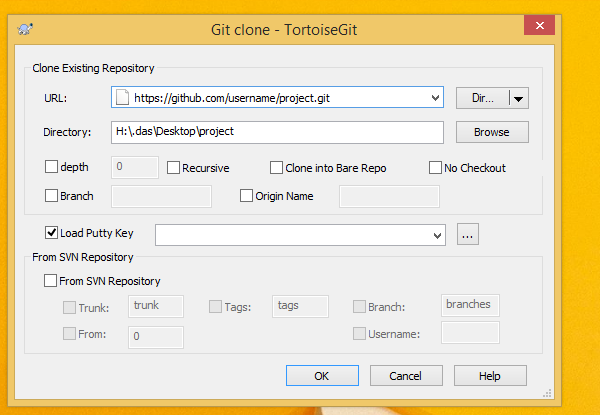 Git clone - TortoiseGit
Clone Existing Repository
URL: https://github.com/username/project.git Dir...
Directory: H:\.das\Desktop\project Browse
depth 0 Recursive Clone into Bare Repo No Checkout
Branch Origin Name
Load Putty Key ...
From SVN Repository
From SVN Repository
Trunk: trunk Tags: tags Branch: branches
From: 0 Username:
OK Cancel Help